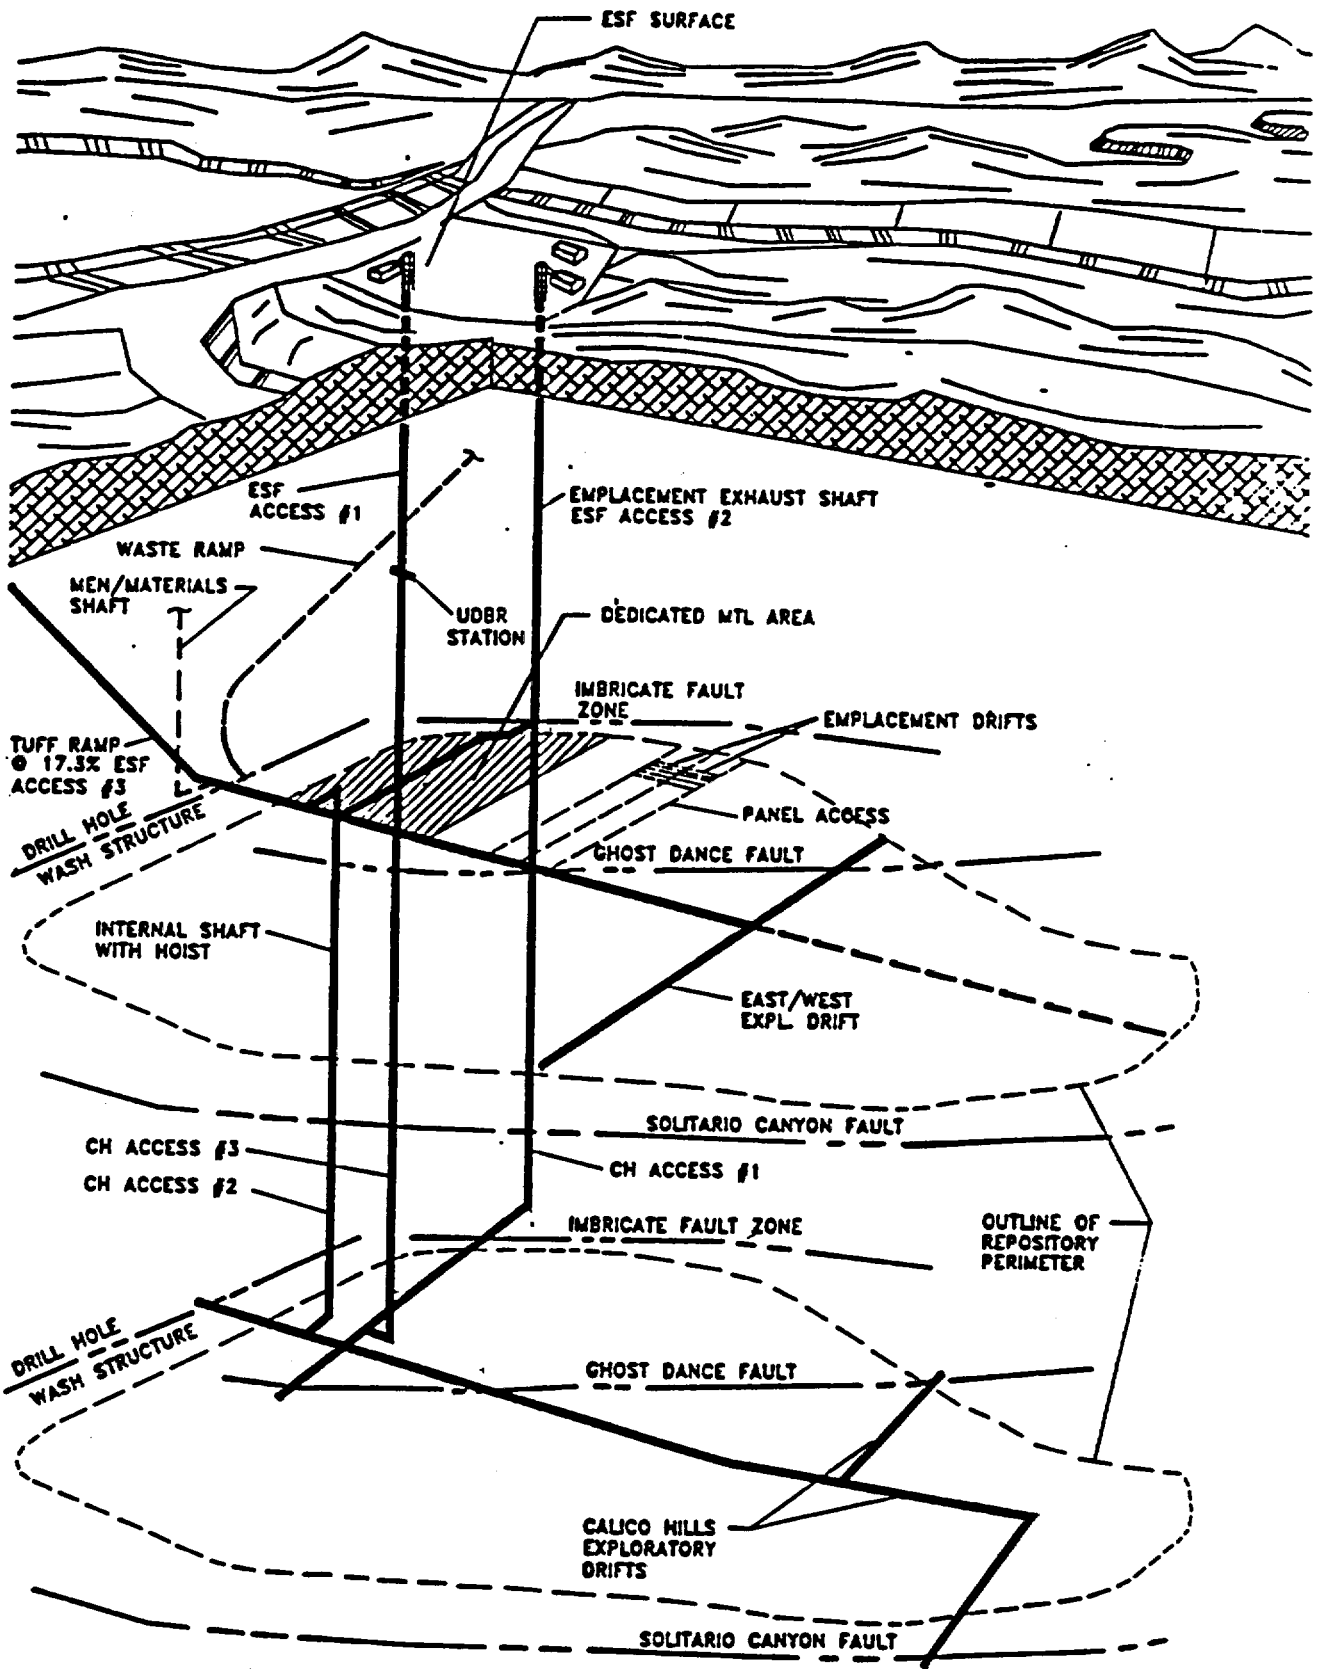 ESF SURFACE
ESF
ACCESS #1
EMPLACEMENT EXHAUST SHAFT
ESF ACCESS #2
WASTE RAMP
MEN/MATERIALS
SHAFT
UDBR
STATION
DEDICATED MTL AREA
IMBRICATE FAULT
ZONE
EMPLACEMENT DRIFTS
TUFF RAMP
@ 17.3% ESF
ACCESS #3
DRILL HOLE
WASH STRUCTURE
PANEL ACCESS
GHOST DANCE FAULT
INTERNAL SHAFT
WITH HOIST
EAST/WEST
EXPL. DRIFT
SOLITARIO CANYON FAULT
CH ACCESS #3
CH ACCESS #2
CH ACCESS #1
IMBRICATE FAULT ZONE
OUTLINE OF
REPOSITORY
PERIMETER
DRILL HOLE
WASH STRUCTURE
GHOST DANCE FAULT
CALICO HILLS
EXPLORATORY
DRIFTS
SOLITARIO CANYON FAULT